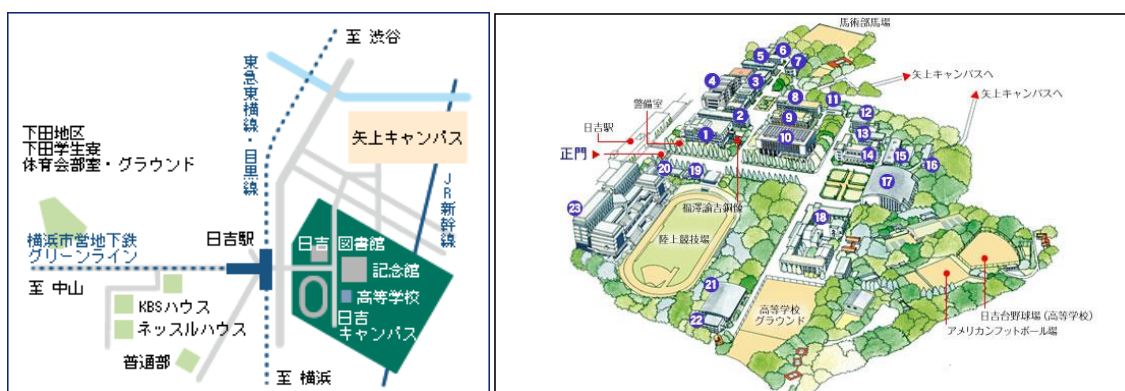 至 渋谷
東急東横線・目黒線
矢上キャンパス
下田地区
下田学生寮
体育会部室・グラウンド
JR新幹線
日吉駅
横浜市営地下鉄
グリーンライン
至 中山
日吉 図書館
記念館
高等学校
日吉
キャンパス
KBSハウス
ネッスルハウス
普通部
至 横浜
馬術部馬場
矢上キャンパスへ
矢上キャンパスへ
警備室
日吉駅
正門
福澤諭吉銅像
陸上競技場
高等学校
グラウンド
日吉台野球場(高等学校)
アメリカンフットボール場
1
2
3
4
5
6
7
8
9
10
11
12
13
14
15
16
17
18
19
20
21
22
23